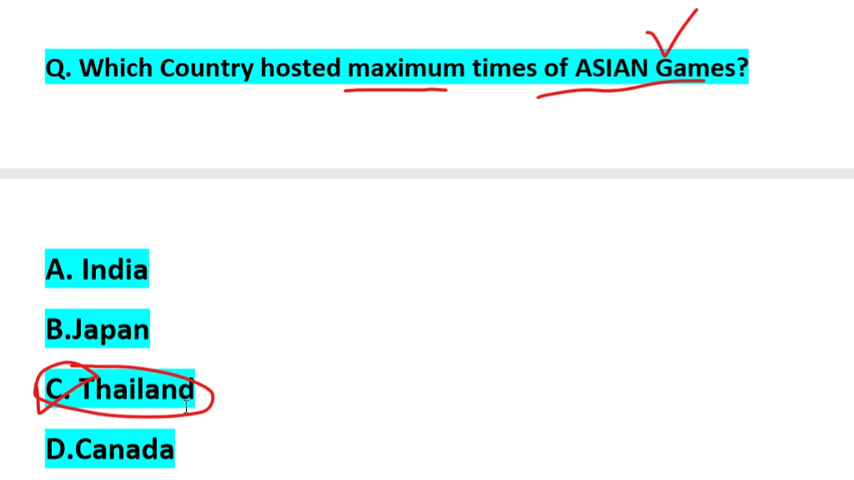 Q. Which Country hosted maximum times of ASIAN Games?
A. India
B.Japan
C. Thailand
D.Canada